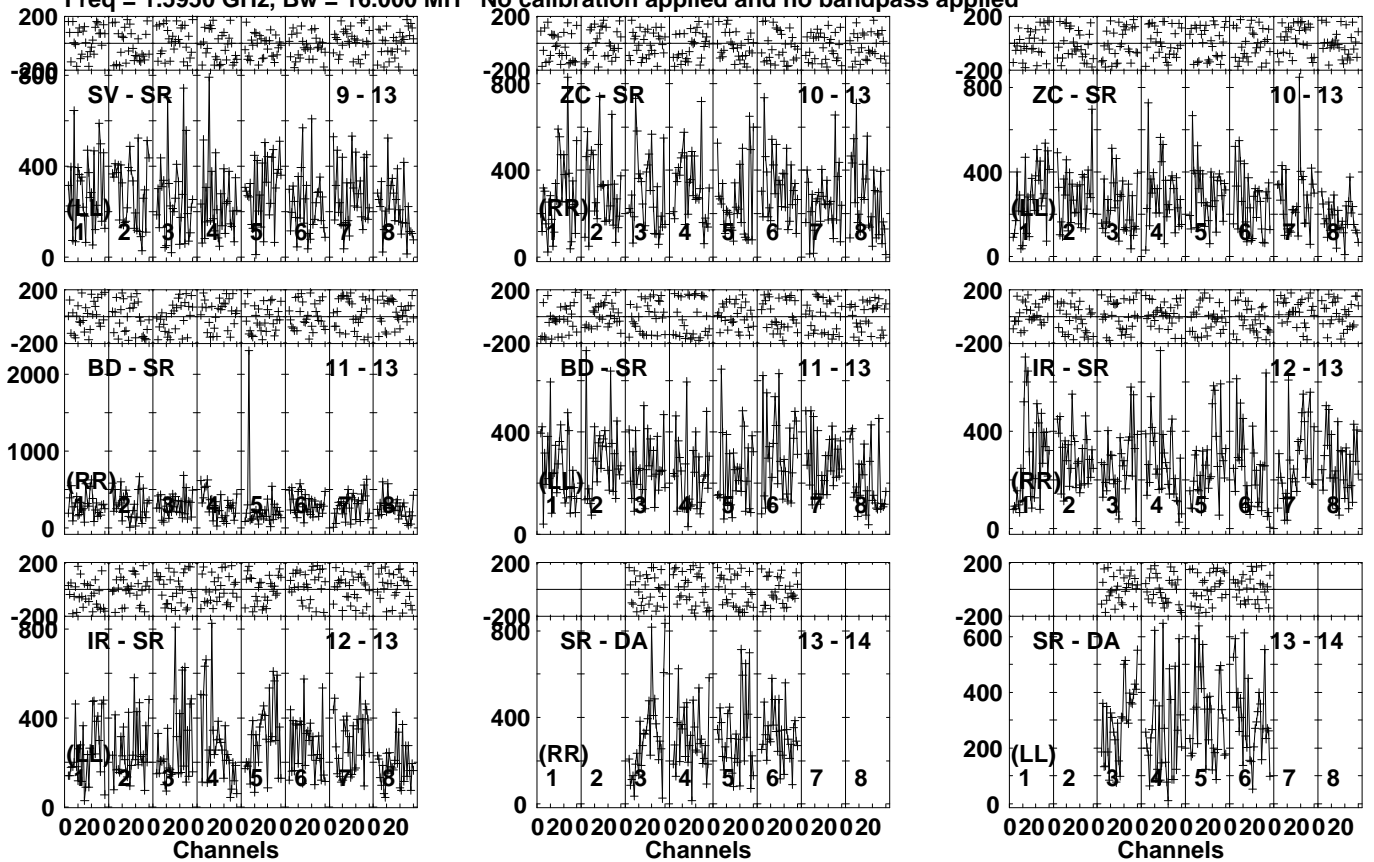 Freq = 1.5950 GHz, Bw = 16.000 MH No calibration applied and no bandpass applied
200 200 200
-200 -200 -200
800 800 800
SV - SR 9 - 13 ZC - SR 10 - 13 ZC - SR 10 - 13
400 400 400
(LL) (RR) (LL)
1 2 3 4 5 6 7 8 1 2 3 4 5 6 7 8 1 2 3 4 5 6 7 8
0 0 0
200 200 200
-200 -200 -200
BD - SR 11 - 13 BD - SR 11 - 13 IR - SR 12 - 13
2000
400 400
1000
(RR) (LL) (RR)
1 2 3 4 5 6 7 8 1 2 3 4 5 6 7 8 1 2 3 4 5 6 7 8
0 0 0
200 200 200
-200 -200 -200
800 800 600
IR - SR 12 - 13 SR - DA 13 - 14 SR - DA 13 - 14
400 400 400
200
(LL) (RR) (LL)
1 2 3 4 5 6 7 8 1 2 3 4 5 6 7 8 1 2 3 4 5 6 7 8
0 0 0
020020020020020020020020 020020020020020020020020 020020020020020020020020
Channels Channels Channels